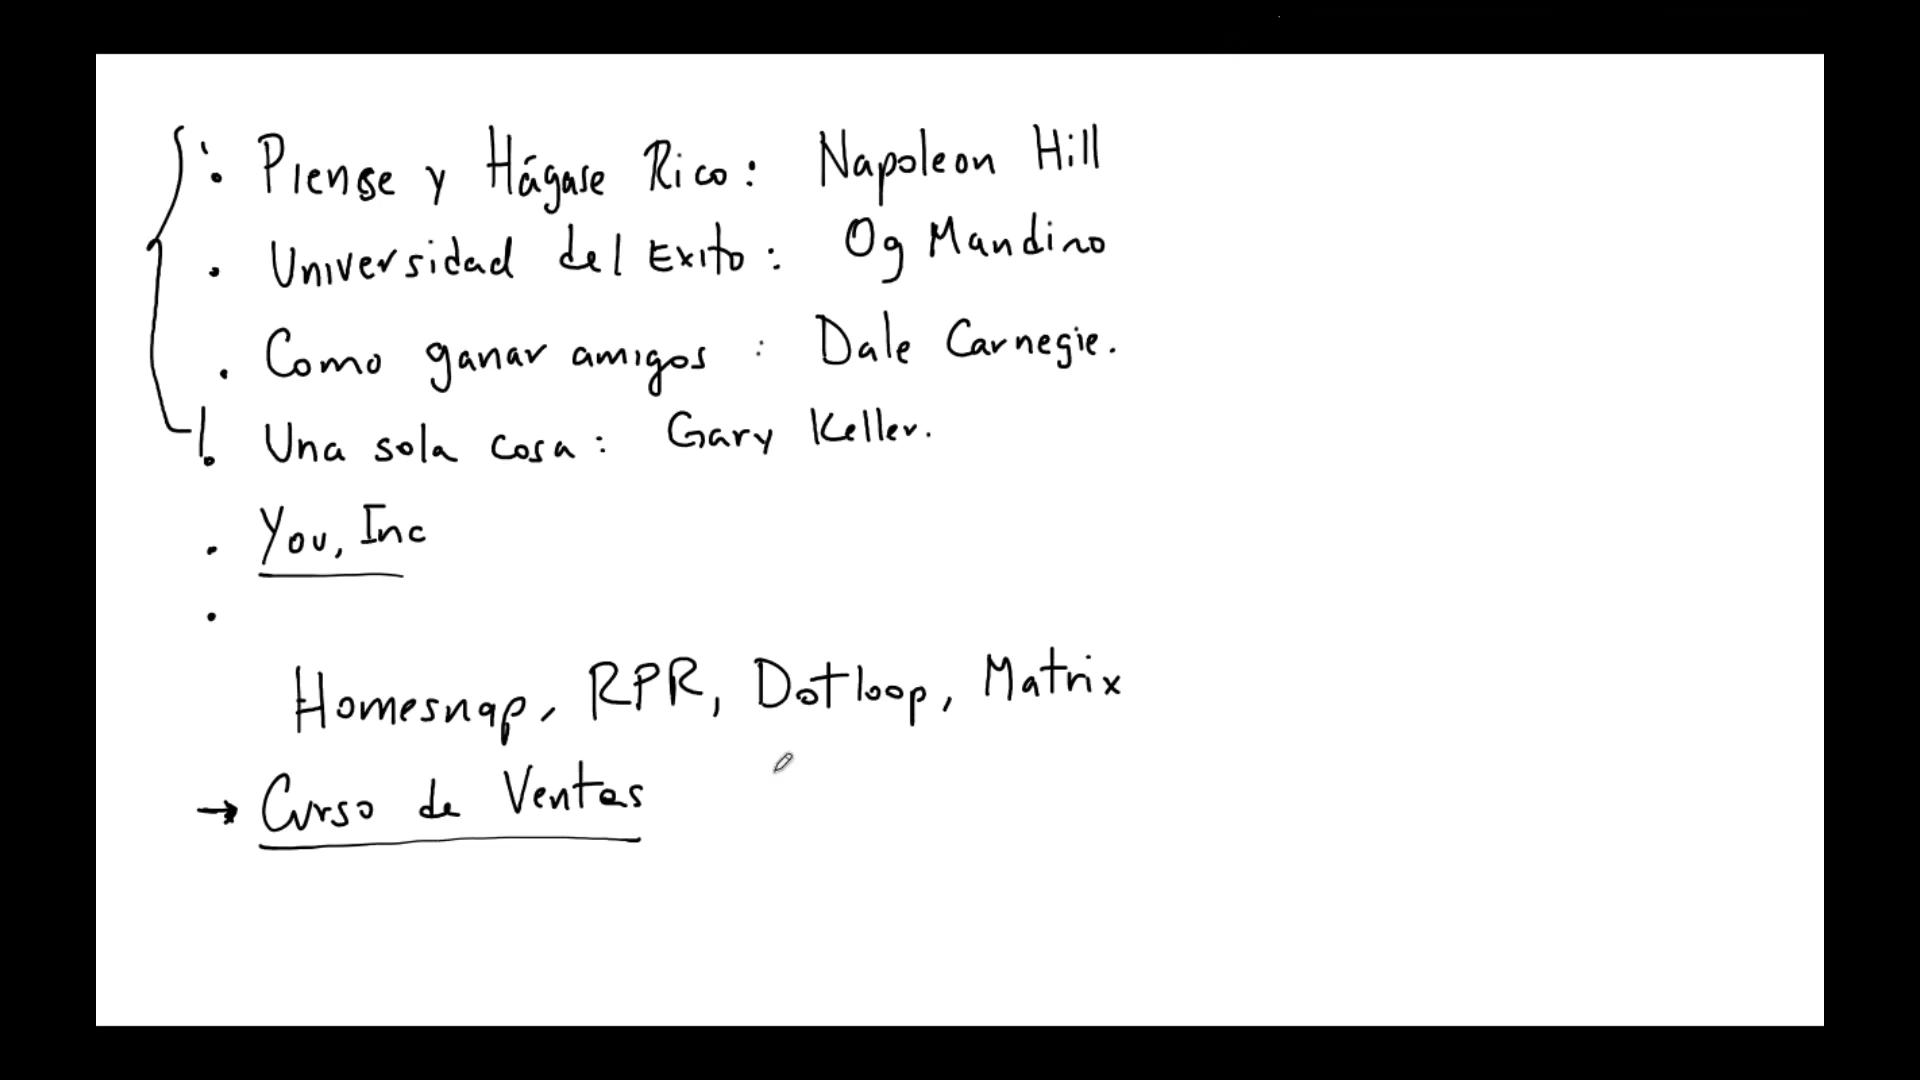 • Piense y Hágase Rico: Napoleon Hill
• Universidad del Exito: Og Mandino
• Como ganar amigos : Dale Carnegie.
• Una sola cosa: Gary Keller.
• You, Inc
•
Homesnap, RPR, Dotloop, Matrix
→ Curso de Ventas